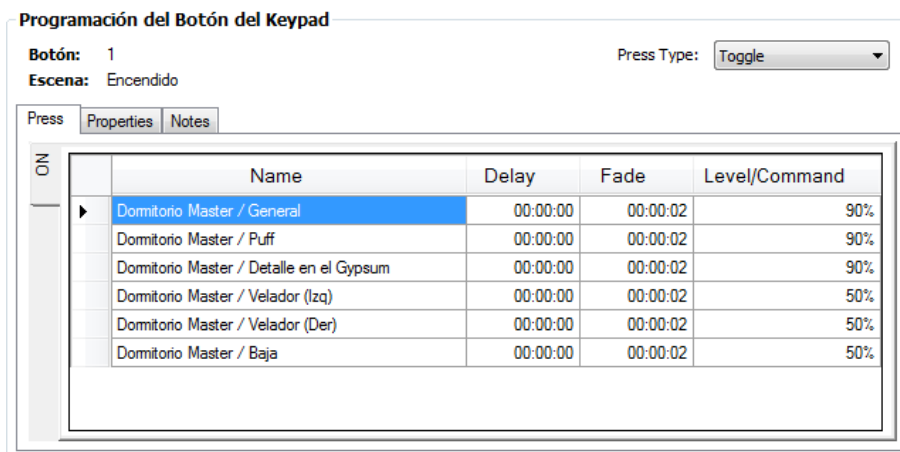 Programación del Botón del Keypad
Botón: 1 Press Type: Toggle
Escena: Encendido
Press Properties Notes
ON
Name Delay Fade Level/Command
Dormitorio Master / General 00:00:00 00:00:02 90%
Dormitorio Master / Puff 00:00:00 00:00:02 90%
Dormitorio Master / Detalle en el Gypsum 00:00:00 00:00:02 90%
Dormitorio Master / Velador (Izq) 00:00:00 00:00:02 50%
Dormitorio Master / Velador (Der) 00:00:00 00:00:02 50%
Dormitorio Master / Baja 00:00:00 00:00:02 50%